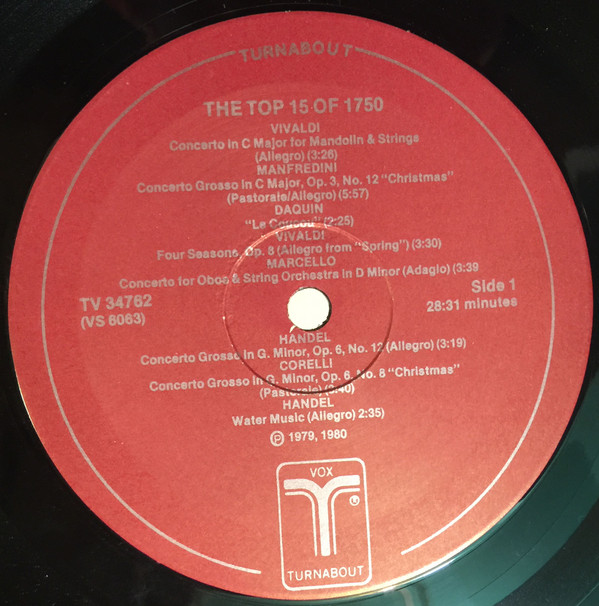 TURNABOUT
THE TOP 15 OF 1750
VIVALDI
Concerto in C Major for Mandolin & Strings
(Allegro) (3:26)
MANFREDINI
Concerto Grosso in C Major, Op. 3, No. 12 "Christmas"
(Pastorale/Allegro) (5:57)
DAQUIN
"Le Coucou" (2:25)
VIVALDI
Four Seasons, Op. 8 (Allegro from "Spring") (3:30)
MARCELLO
Concerto for Oboe & String Orchestra in D Minor (Adagio) (3:39
TV 34762
(VS 6063)
Side 1
28:31 minutes
HANDEL
Concerto Grosso in G. Minor, Op. 6, No. 12 (Allegro) (3:19)
CORELLI
Concerto Grosso in G. Minor, Op. 6, No. 8 "Christmas"
(Pastorale) (3:40)
HANDEL
Water Music (Allegro) 2:35)
Ⓟ 1979, 1980
VOX
TURNABOUT